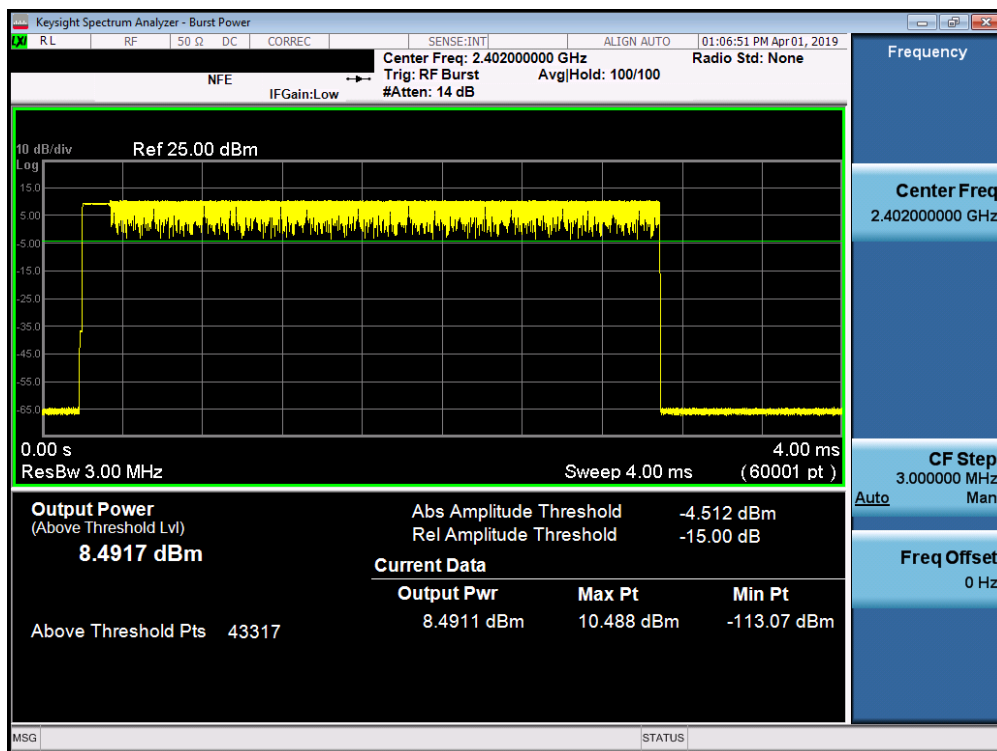 Keysight Spectrum Analyzer - Burst Power
LXI RL RF 50 Ω DC CORREC SENSE:INT ALIGN AUTO 01:06:51 PM Apr 01, 2019
Center Freq: 2.402000000 GHz Radio Std: None
NFE Trig: RF Burst Avg|Hold: 100/100
IFGain:Low #Atten: 14 dB
Frequency
10 dB/div Ref 25.00 dBm
Log
15.0
5.00
-5.00
-15.0
-25.0
-35.0
-45.0
-55.0
-65.0
0.00 s 4.00 ms
ResBw 3.00 MHz Sweep 4.00 ms (60001 pt)
Center Freq
2.402000000 GHz
CF Step
3.000000 MHz
Auto Man
Freq Offset
0 Hz
Output Power
(Above Threshold Lvl)
8.4917 dBm
Above Threshold Pts 43317
Abs Amplitude Threshold -4.512 dBm
Rel Amplitude Threshold -15.00 dB
Current Data
Output Pwr Max Pt Min Pt
8.4911 dBm 10.488 dBm -113.07 dBm
MSG STATUS